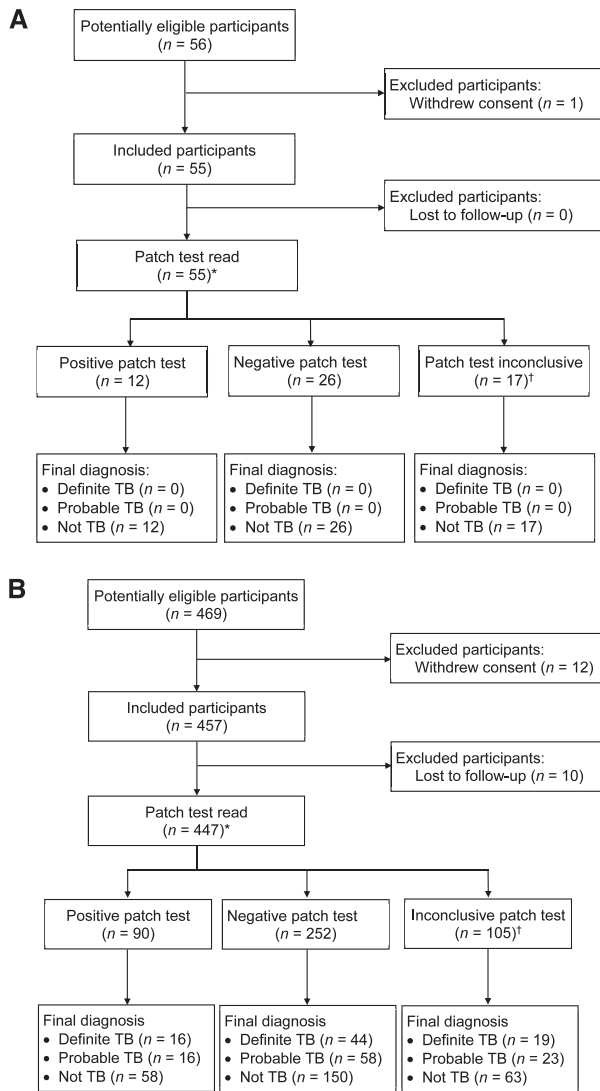 A
Potentially eligible participants
(n = 56)
Excluded participants:
Withdrew consent (n = 1)
Included participants
(n = 55)
Excluded participants:
Lost to follow-up (n = 0)
Patch test read
(n = 55)*
Positive patch test
(n = 12)
Negative patch test
(n = 26)
Patch test inconclusive
(n = 17)†
Final diagnosis:
• Definite TB (n = 0)
• Probable TB (n = 0)
• Not TB (n = 12)
Final diagnosis:
• Definite TB (n = 0)
• Probable TB (n = 0)
• Not TB (n = 26)
Final diagnosis:
• Definite TB (n = 0)
• Probable TB (n = 0)
• Not TB (n = 17)
B
Potentially eligible participants
(n = 469)
Excluded participants:
Withdrew consent (n = 12)
Included participants
(n = 457)
Excluded participants:
Lost to follow-up (n = 10)
Patch test read
(n = 447)*
Positive patch test
(n = 90)
Negative patch test
(n = 252)
Inconclusive patch test
(n = 105)†
Final diagnosis
• Definite TB (n = 16)
• Probable TB (n = 16)
• Not TB (n = 58)
Final diagnosis
• Definite TB (n = 44)
• Probable TB (n = 58)
• Not TB (n = 150)
Final diagnosis
• Definite TB (n = 19)
• Probable TB (n = 23)
• Not TB (n = 63)